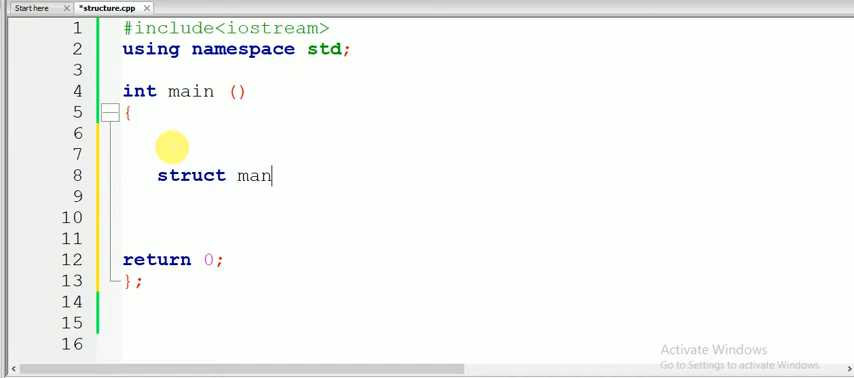 Start here
*structure.cpp
1 #include<iostream>
2 using namespace std;
3
4 int main ()
5 {
6
7
8 struct man
9
10
11
12 return 0;
13 };
14
15
16
Activate Windows
Go to Settings to activate Windows.